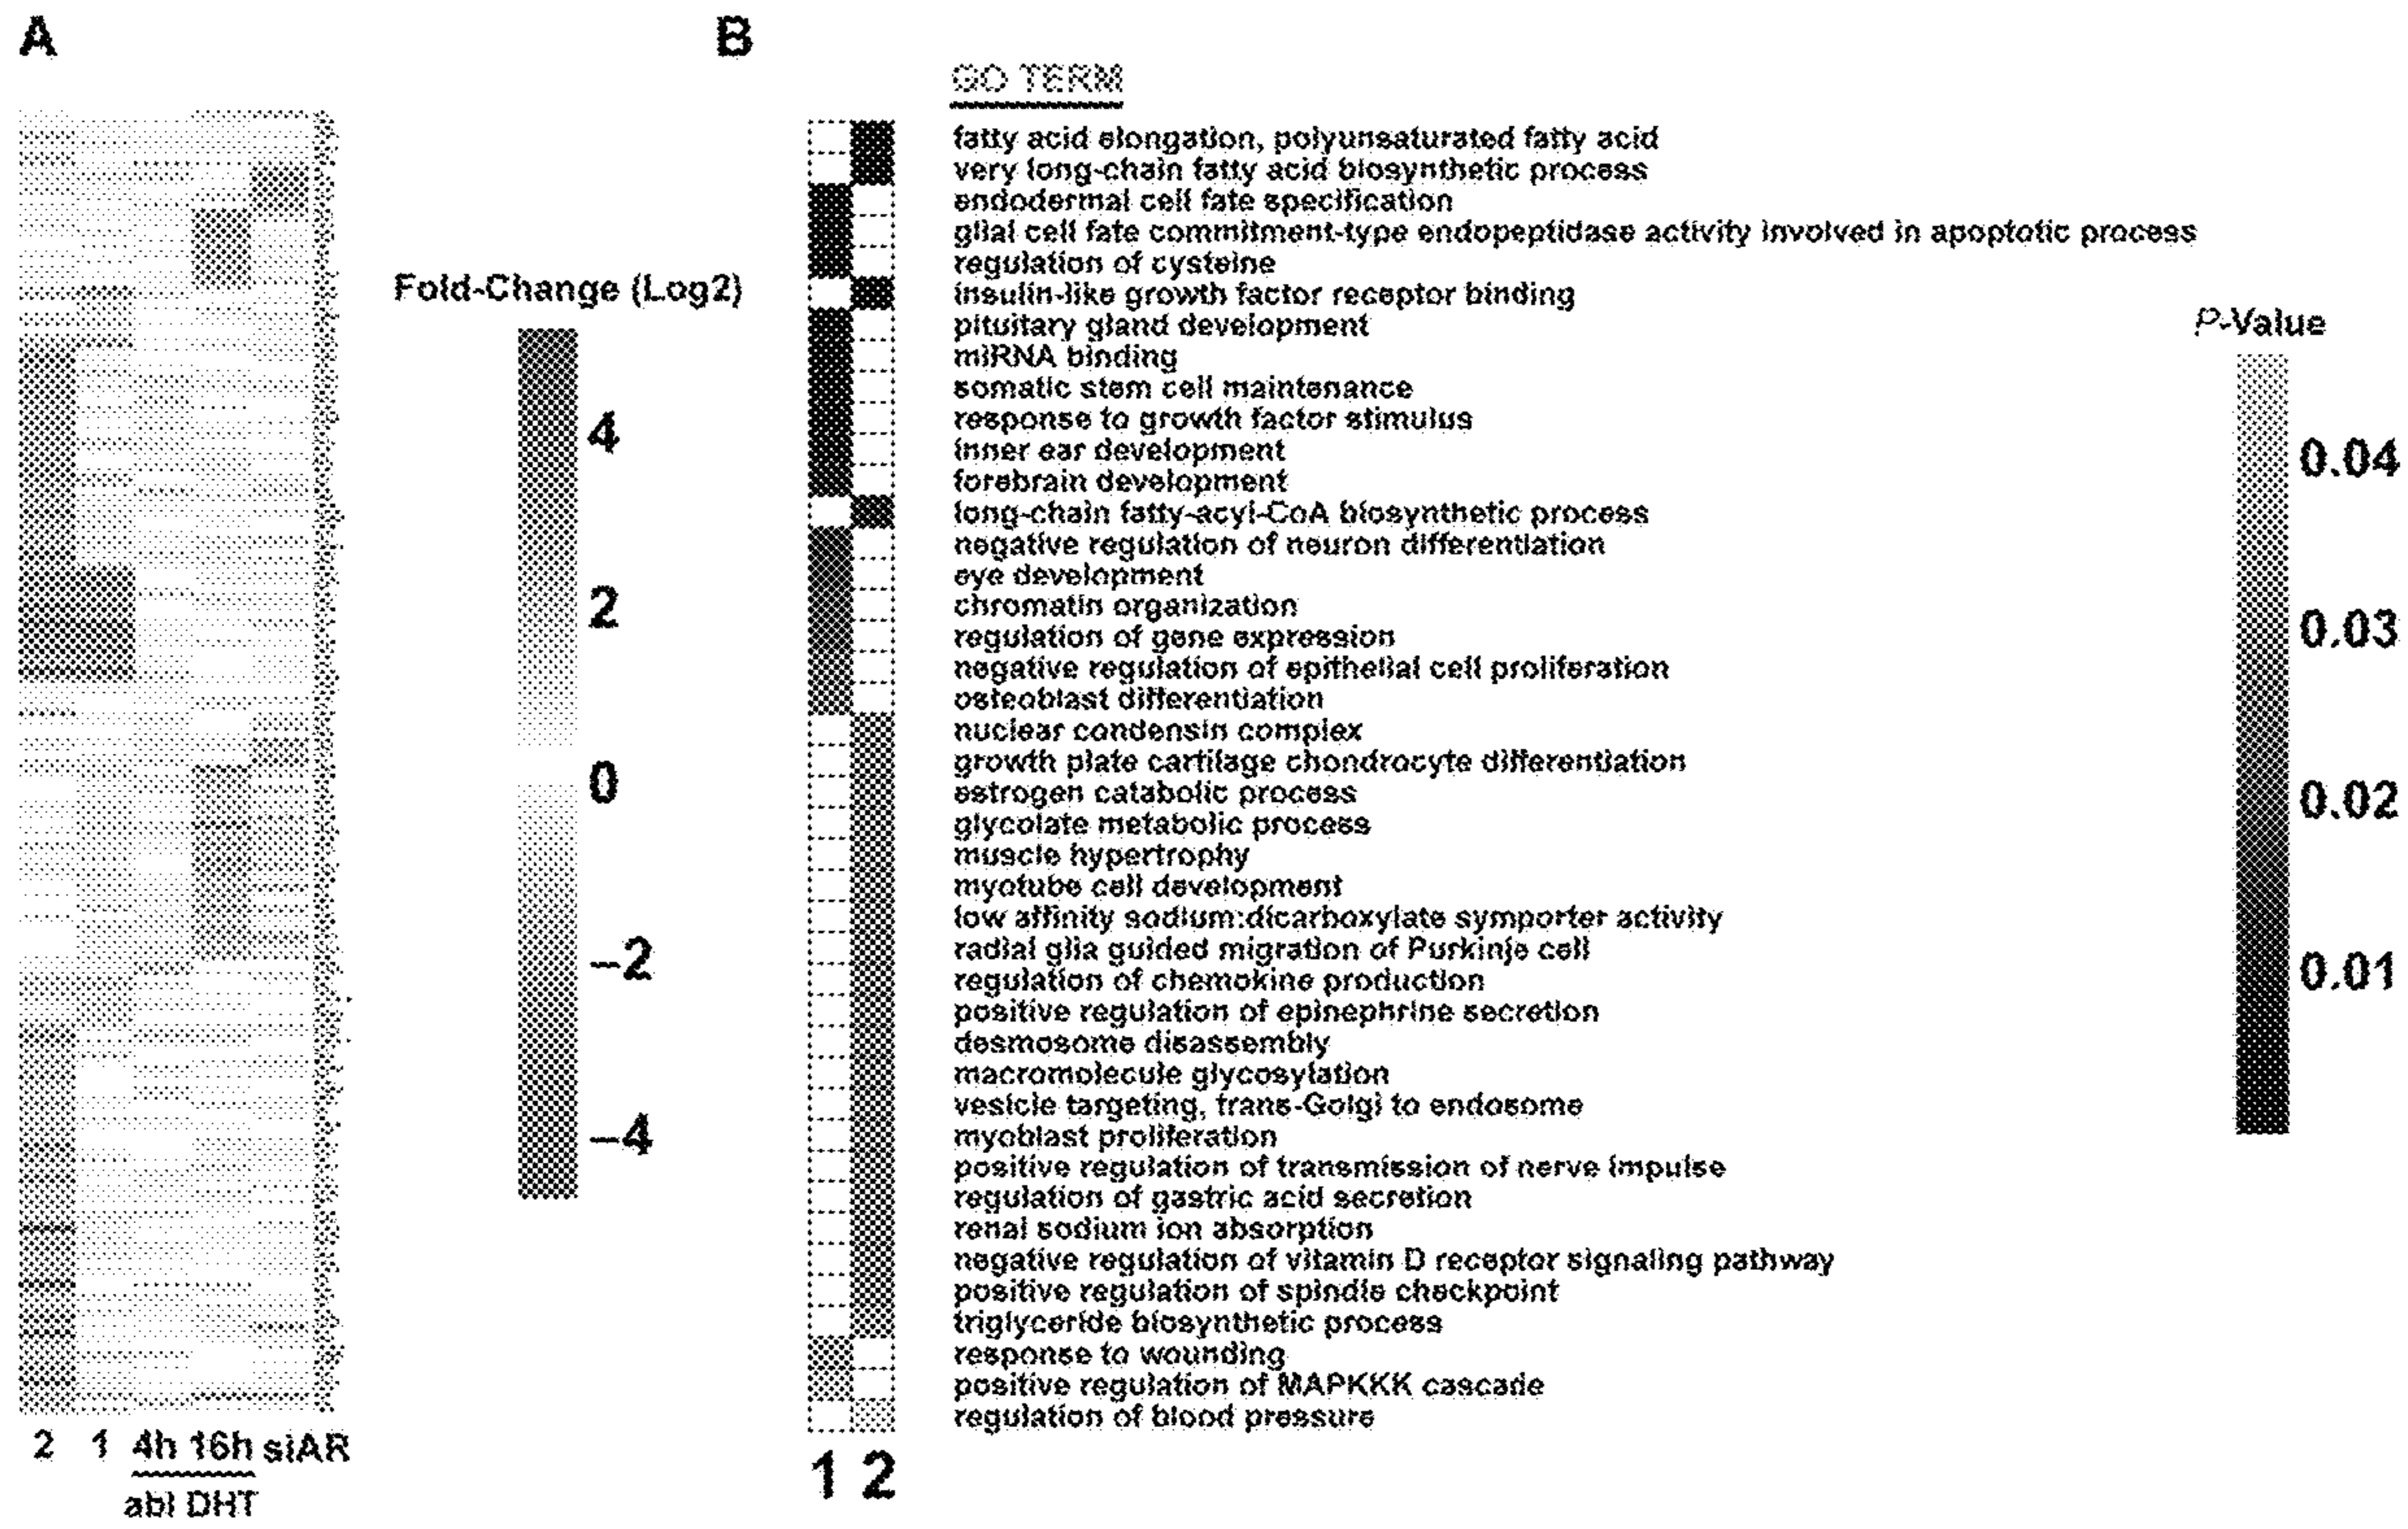 A
B
GO TERM
fatty acid elongation, polyunsaturated fatty acid
very long-chain fatty acid biosynthetic process
endodermal cell fate specification
glial cell fate commitment-type endopeptidase activity involved in apoptotic process
regulation of cysteine
insulin-like growth factor receptor binding
pituitary gland development
miRNA binding
somatic stem cell maintenance
response to growth factor stimulus
inner ear development
forebrain development
long-chain fatty-acyl-CoA biosynthetic process
negative regulation of neuron differentiation
eye development
chromatin organization
regulation of gene expression
negative regulation of epithelial cell proliferation
osteoblast differentiation
nuclear condensin complex
growth plate cartilage chondrocyte differentiation
estrogen catabolic process
glycolate metabolic process
muscle hypertrophy
myotube cell development
low affinity sodium:dicarboxylate symporter activity
radial glia guided migration of Purkinje cell
regulation of chemokine production
positive regulation of epinephrine secretion
desmosome disassembly
macromolecule glycosylation
vesicle targeting, trans-Golgi to endosome
myoblast proliferation
positive regulation of transmission of nerve impulse
regulation of gastric acid secretion
renal sodium ion absorption
negative regulation of vitamin D receptor signaling pathway
positive regulation of spindle checkpoint
triglyceride biosynthetic process
response to wounding
positive regulation of MAPKKK cascade
regulation of blood pressure
Fold-Change (Log2)
4
2
0
−2
−4
P-Value
0.04
0.03
0.02
0.01
2 1 4h 16h siAR
abl DHT
1 2